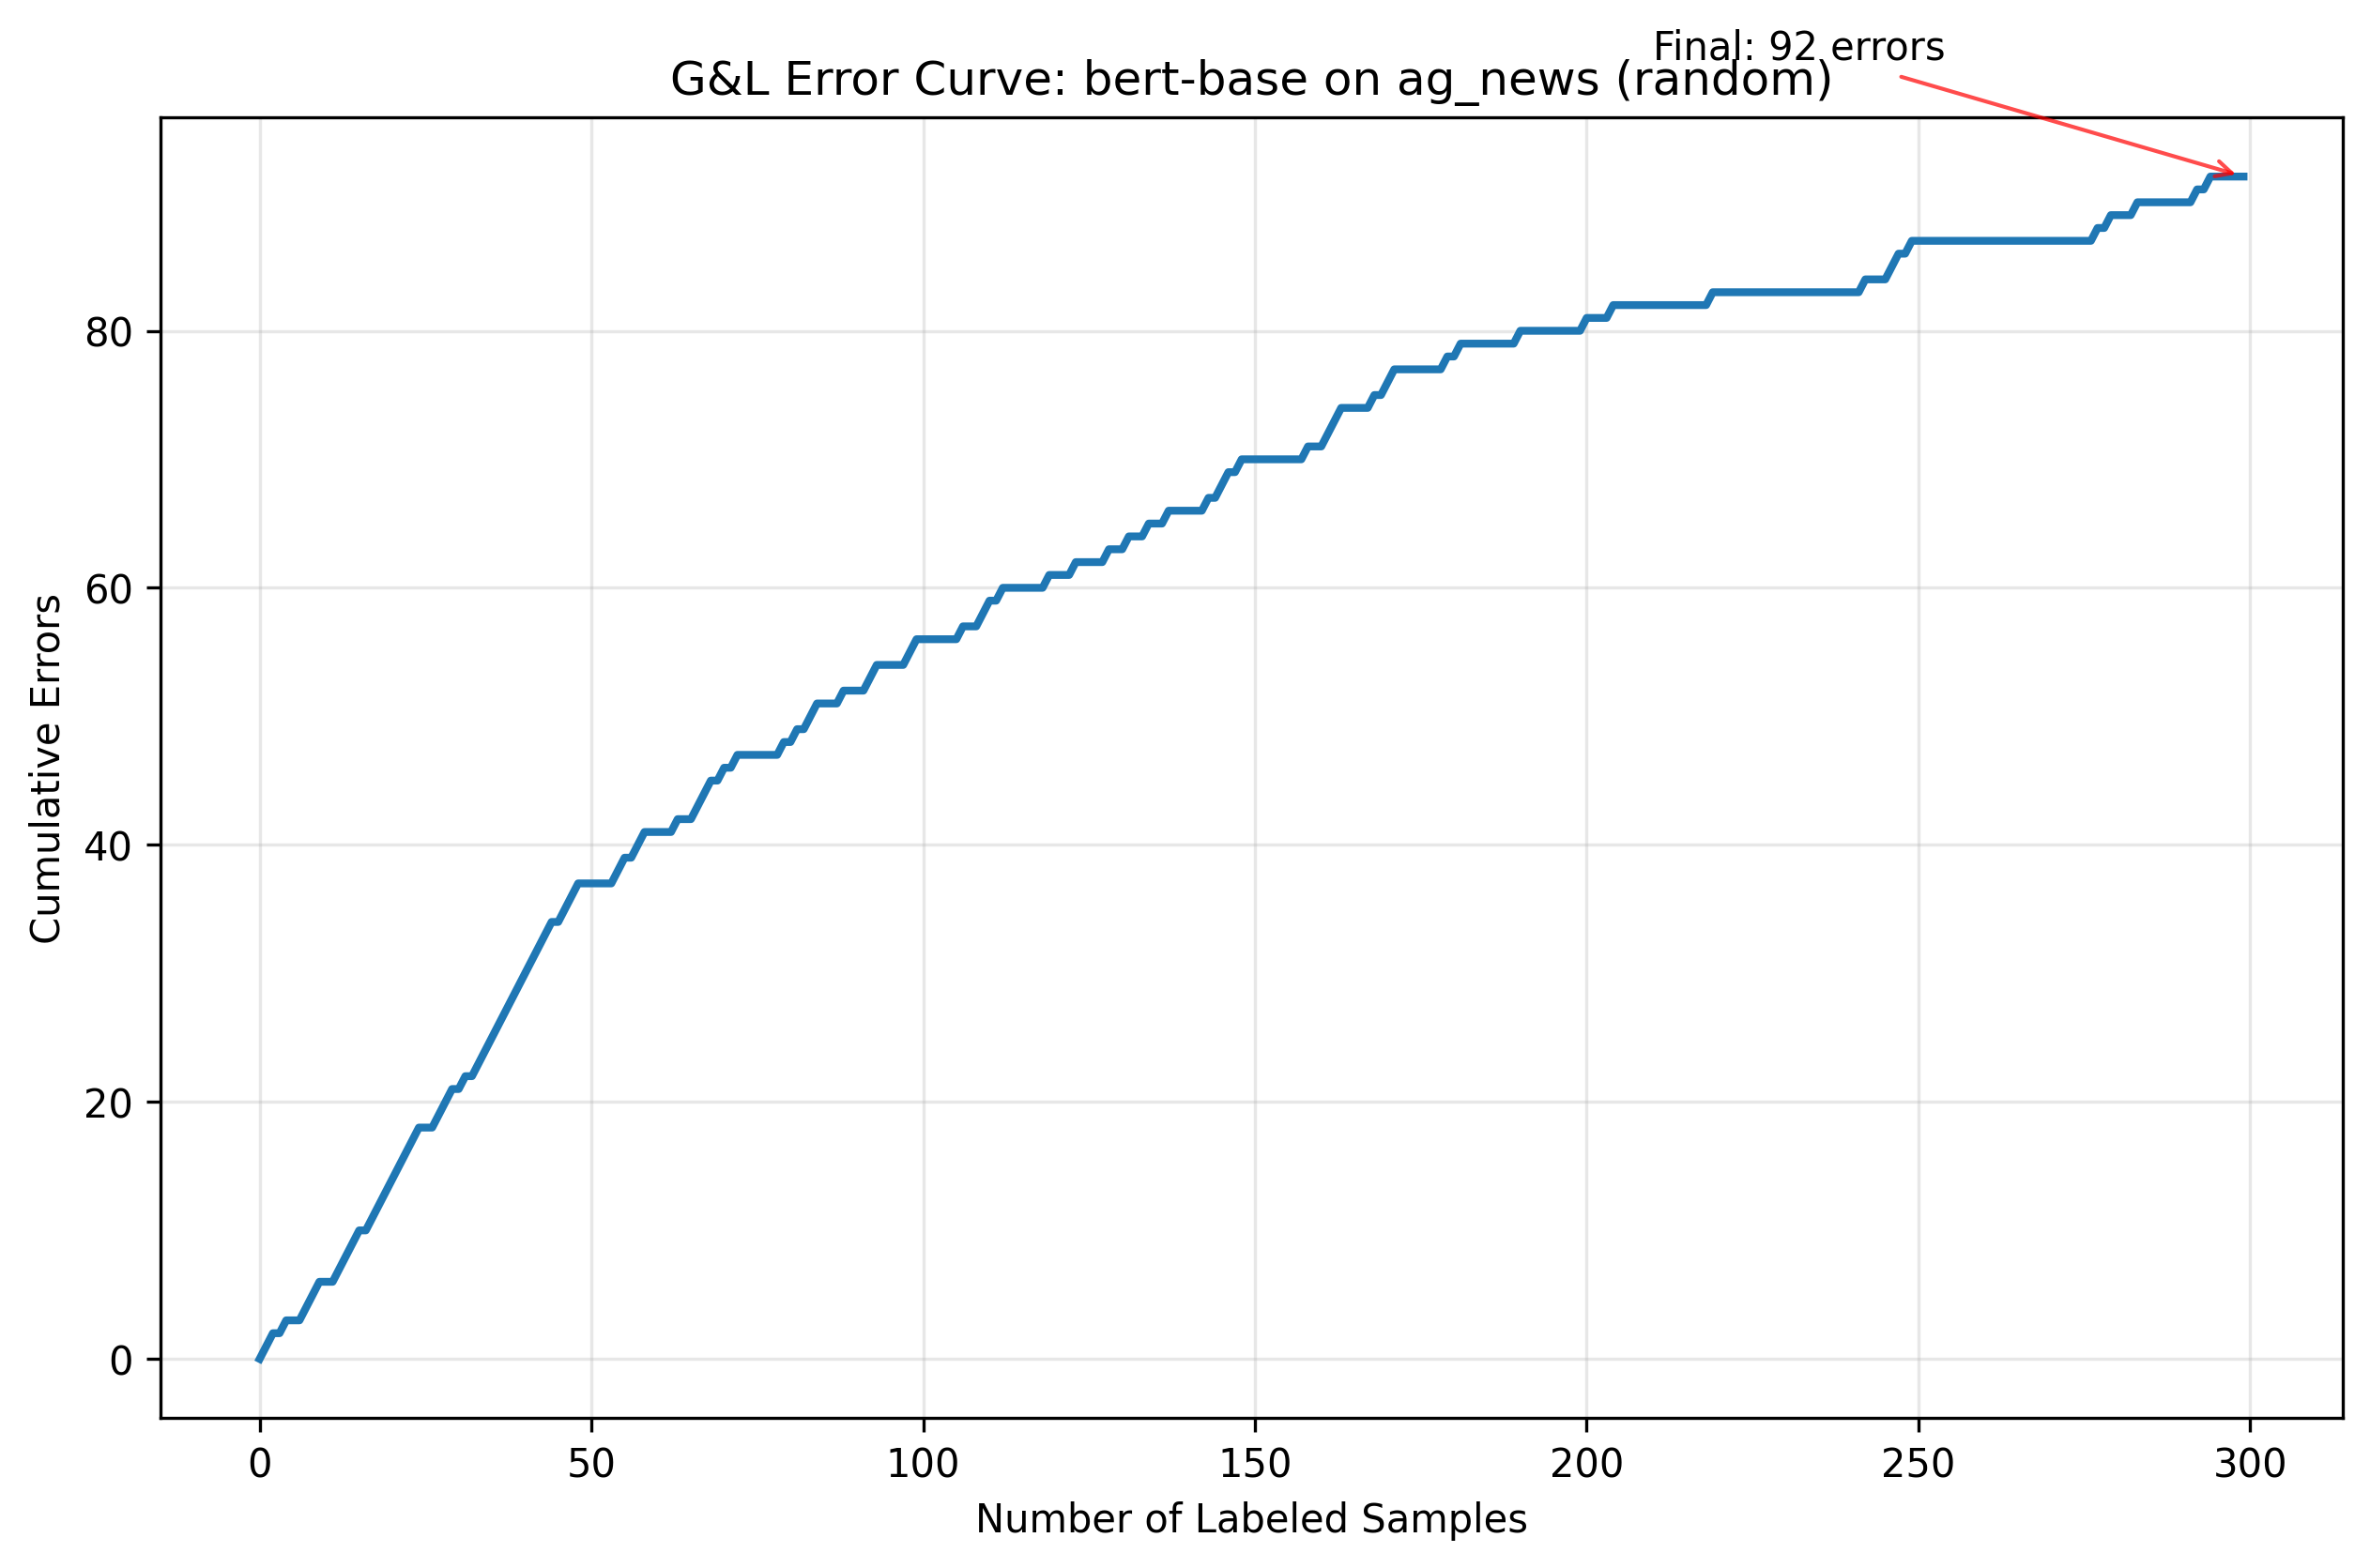 Final: 92 errors
G&L Error Curve: bert-base on ag_news (random)
Cumulative Errors
80
60
40
20
0
0 50 100 150 200 250 300
Number of Labeled Samples